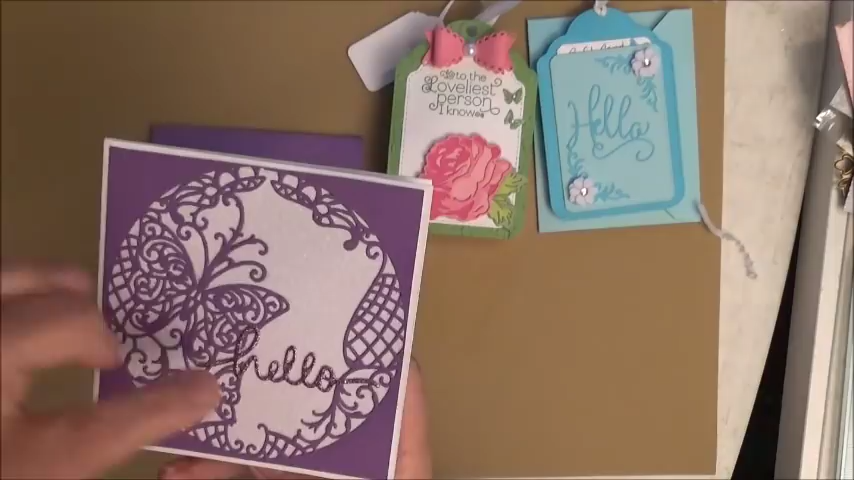 to the
Loveliest
person
I know
Hello
hello